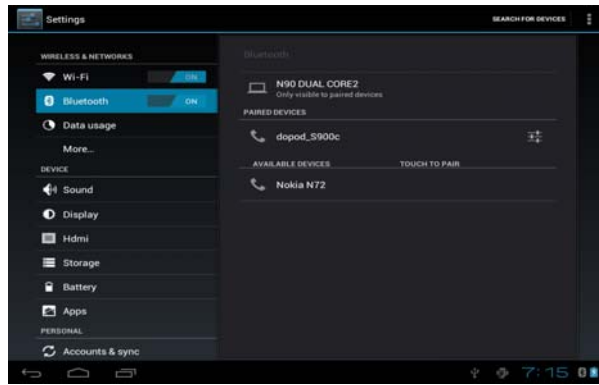 Settings
SEARCH FOR DEVICES
WIRELESS & NETWORKS
Wi-Fi ON
Bluetooth ON
Data usage
More...
DEVICE
Sound
Display
Hdmi
Storage
Battery
Apps
PERSONAL
Accounts & sync
Bluetooth
N90 DUAL CORE2
Only visible to paired devices
PAIRED DEVICES
dopod_S900c
AVAILABLE DEVICES TOUCH TO PAIR
Nokia N72
7:15